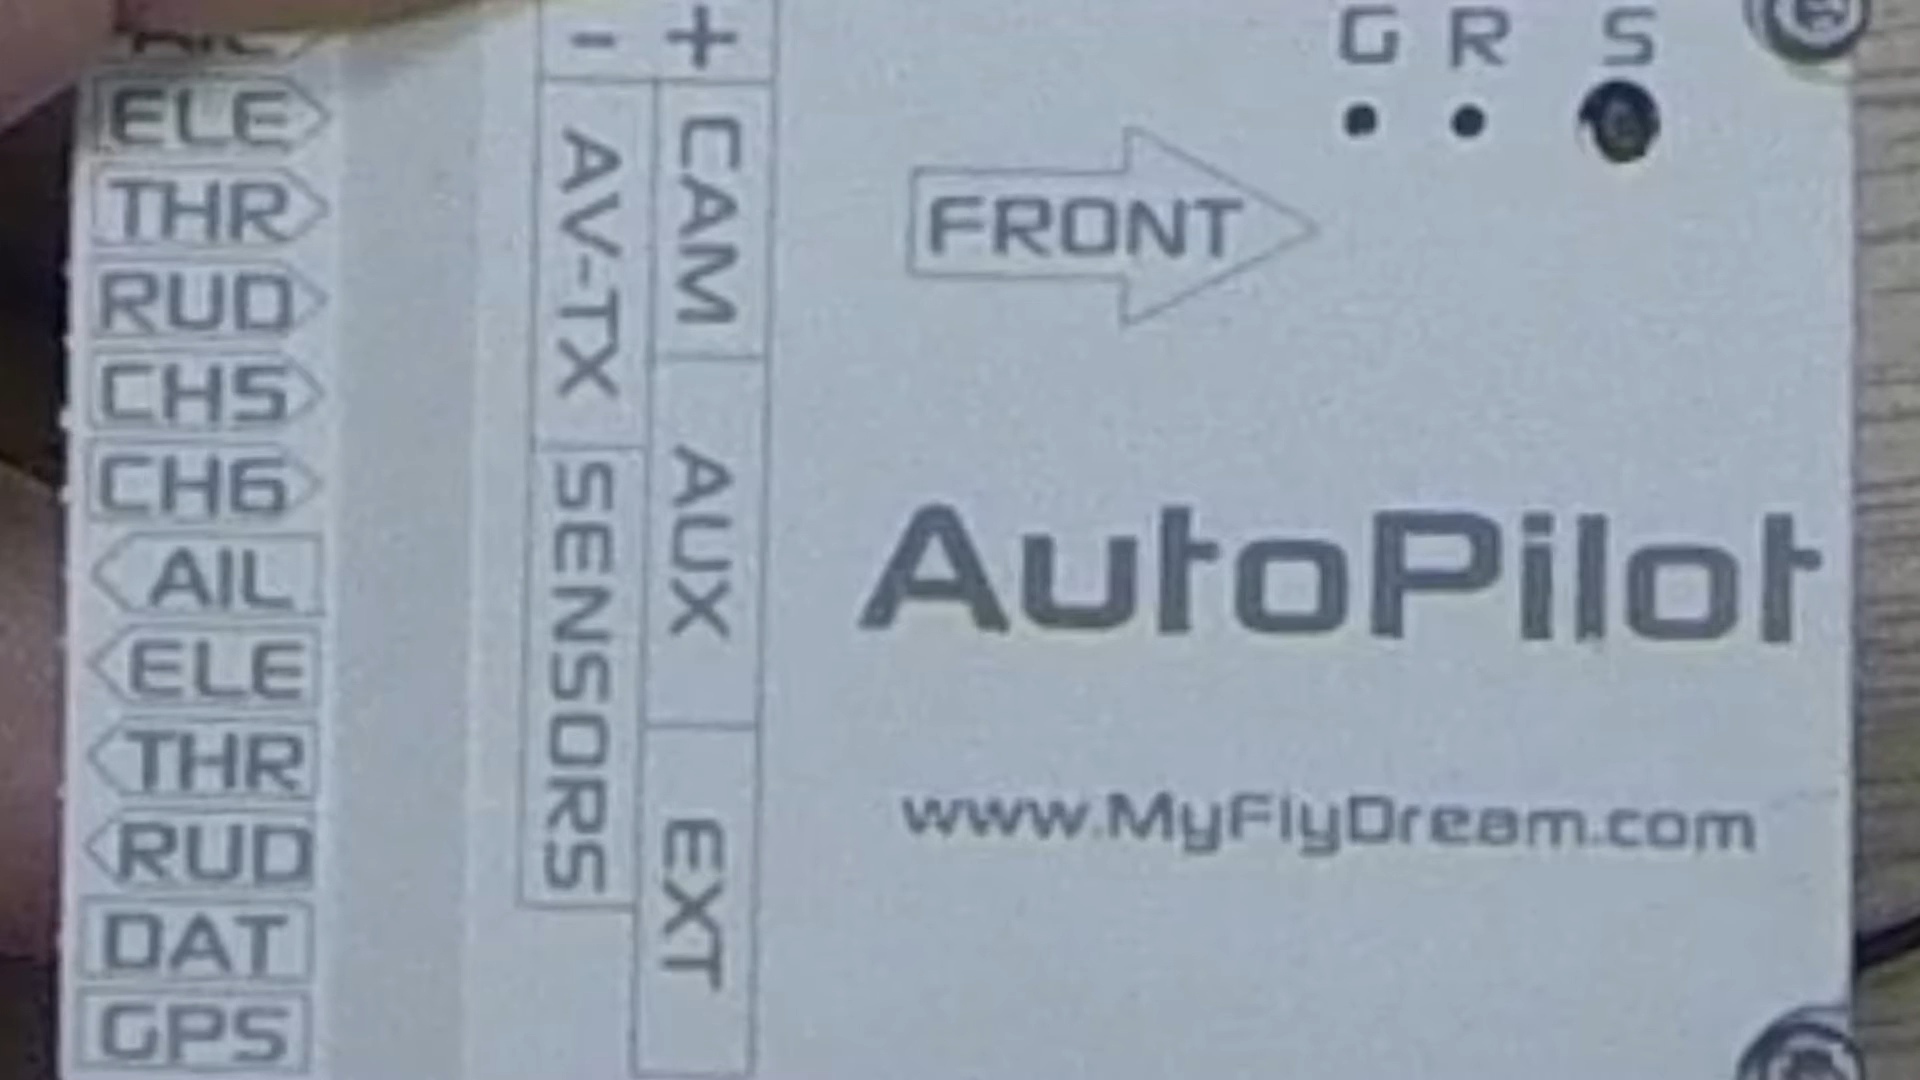 AIL
ELE
THR
RUD
CH5
CH6
AIL
ELE
THR
RUD
DAT
GPS
- +
AV-TX
SENSORS
CAM
AUX
EXT
G R S
FRONT
AutoPilot
www.MyFlyDream.com